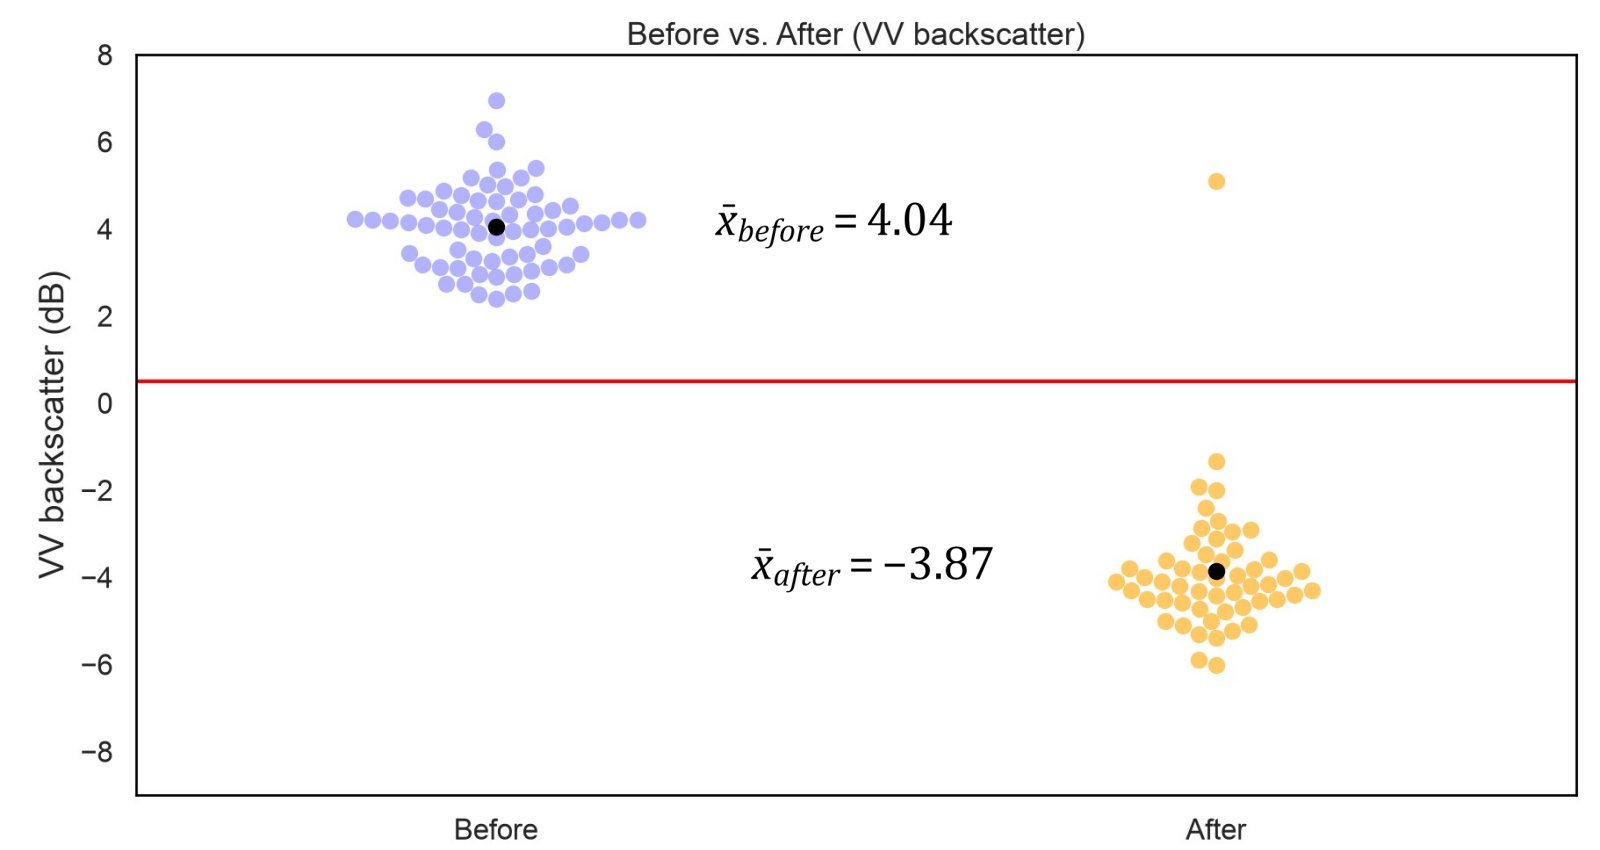 Before vs. After (VV backscatter)
VV backscatter (dB)
8
6
4
2
0
−2
−4
−6
−8
x̄before = 4.04
x̄after = −3.87
Before
After